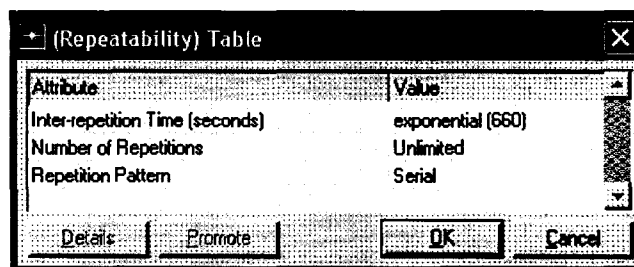 (Repeatability) Table
Attribute Value
Inter-repetition Time (seconds) exponential (660)
Number of Repetitions Unlimited
Repetition Pattern Serial
Details Promote OK Cancel